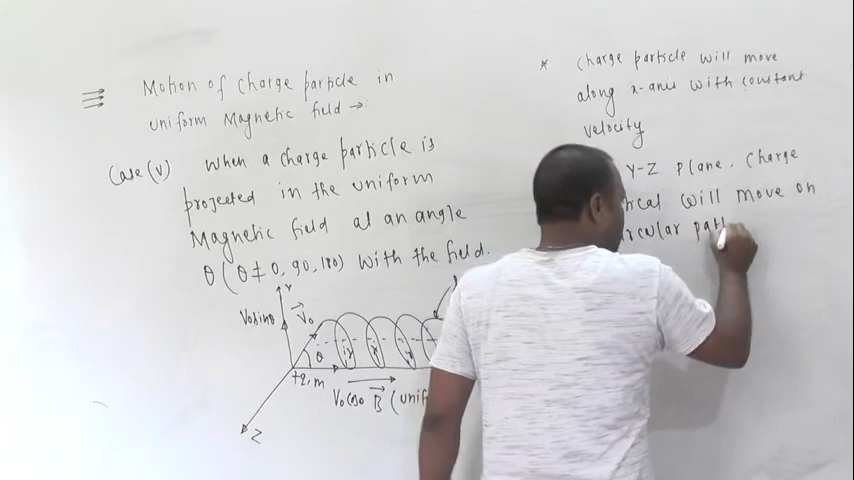 Motion of charge particle in
uniform Magnetic field →:
Case (V) When a charge particle is
projected in the uniform
Magnetic field at an angle
θ (θ ≠ 0, 90, 180) With the field.
Y
V₀sinθ
V₀
θ
r r r
+q, m
V₀cosθ B (unif
Z
* Charge particle will move
along x-axis with constant
velocity
Y-Z Plane, Charge
will move on
path